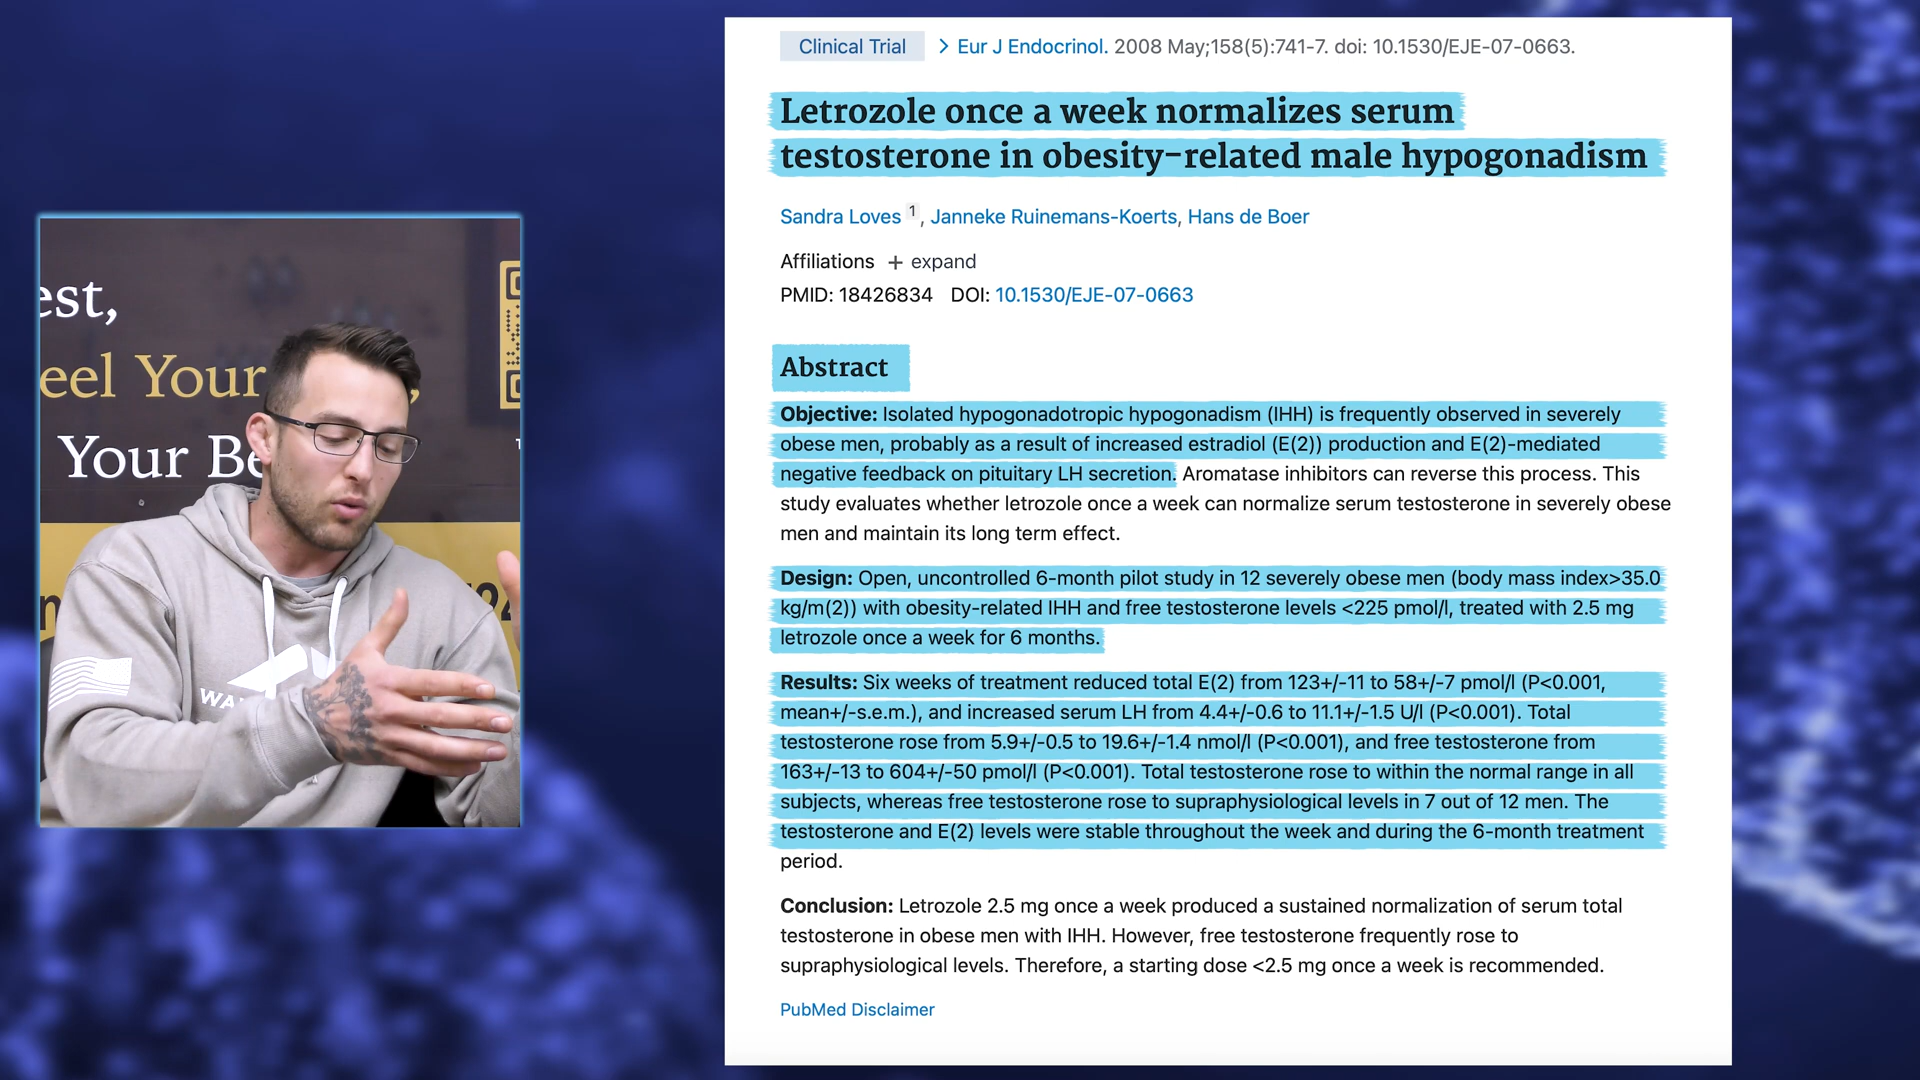 est,
eel Your ,
Your Be
WA
Clinical Trial > Eur J Endocrinol. 2008 May;158(5):741-7. doi: 10.1530/EJE-07-0663.
Letrozole once a week normalizes serum
testosterone in obesity-related male hypogonadism
Sandra Loves 1, Janneke Ruinemans-Koerts, Hans de Boer
Affiliations + expand
PMID: 18426834 DOI: 10.1530/EJE-07-0663
Abstract
Objective: Isolated hypogonadotropic hypogonadism (IHH) is frequently observed in severely
obese men, probably as a result of increased estradiol (E(2)) production and E(2)-mediated
negative feedback on pituitary LH secretion. Aromatase inhibitors can reverse this process. This
study evaluates whether letrozole once a week can normalize serum testosterone in severely obese
men and maintain its long term effect.
Design: Open, uncontrolled 6-month pilot study in 12 severely obese men (body mass index>35.0
kg/m(2)) with obesity-related IHH and free testosterone levels <225 pmol/l, treated with 2.5 mg
letrozole once a week for 6 months.
Results: Six weeks of treatment reduced total E(2) from 123+/-11 to 58+/-7 pmol/l (P<0.001,
mean+/-s.e.m.), and increased serum LH from 4.4+/-0.6 to 11.1+/-1.5 U/l (P<0.001). Total
testosterone rose from 5.9+/-0.5 to 19.6+/-1.4 nmol/l (P<0.001), and free testosterone from
163+/-13 to 604+/-50 pmol/l (P<0.001). Total testosterone rose to within the normal range in all
subjects, whereas free testosterone rose to supraphysiological levels in 7 out of 12 men. The
testosterone and E(2) levels were stable throughout the week and during the 6-month treatment
period.
Conclusion: Letrozole 2.5 mg once a week produced a sustained normalization of serum total
testosterone in obese men with IHH. However, free testosterone frequently rose to
supraphysiological levels. Therefore, a starting dose <2.5 mg once a week is recommended.
PubMed Disclaimer